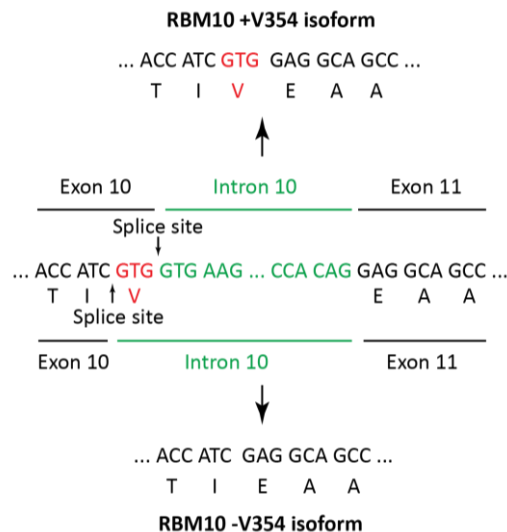 RBM10 +V354 isoform
... ACC ATC GTG GAG GCA GCC ...
T I V E A A
Exon 10 Intron 10 Exon 11
Splice site
... ACC ATC GTG GTG AAG ... CCA CAG GAG GCA GCC ...
T I V E A A
Splice site
Exon 10 Intron 10 Exon 11
... ACC ATC GAG GCA GCC ...
T I E A A
RBM10 -V354 isoform